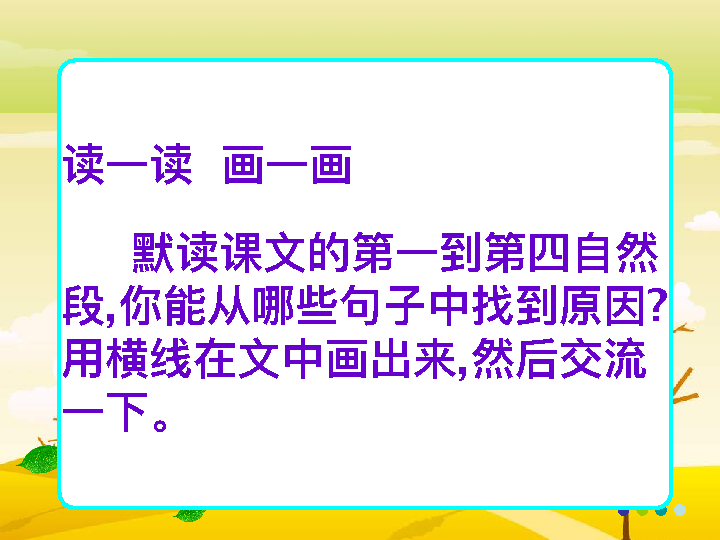 读一读  画一画
默读课文的第一到第四自然
段,你能从哪些句子中找到原因?
用横线在文中画出来,然后交流
一下。